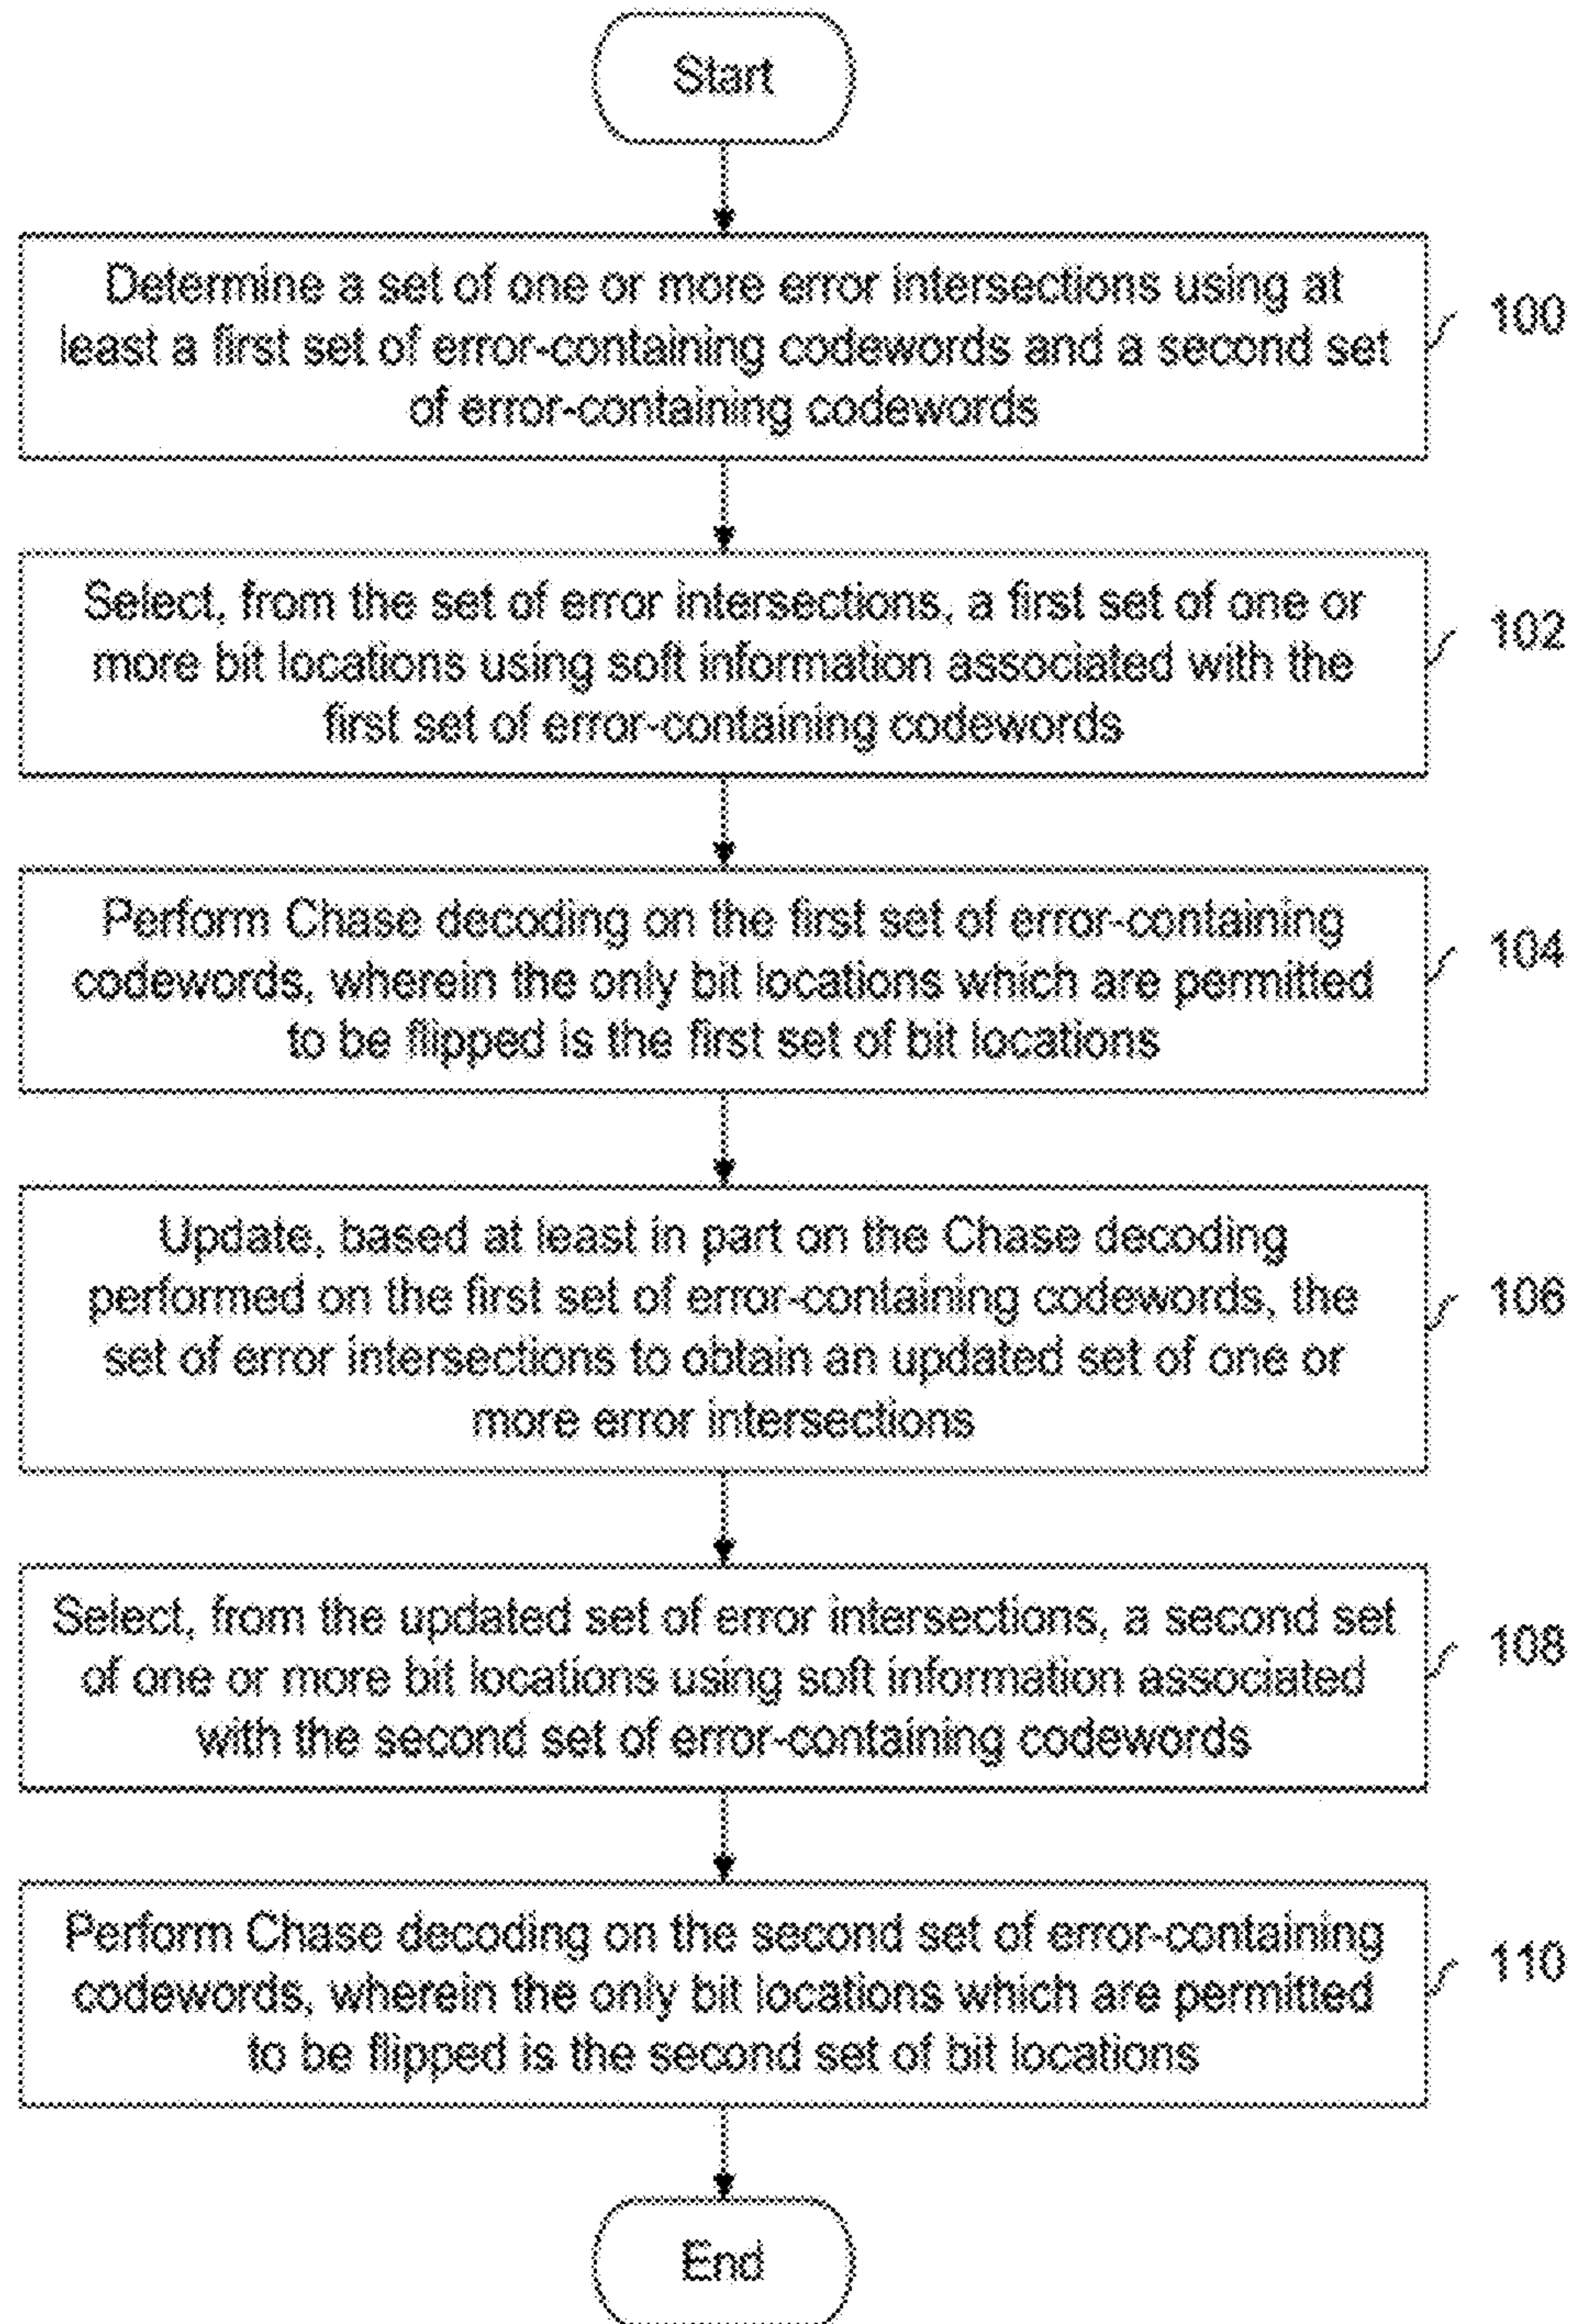 Start
Determine a set of one or more error intersections using at
least a first set of error-containing codewords and a second set
of error-containing codewords
100
Select, from the set of error intersections, a first set of one or
more bit locations using soft information associated with the
first set of error-containing codewords
102
Perform Chase decoding on the first set of error-containing
codewords, wherein the only bit locations which are permitted
to be flipped is the first set of bit locations
104
Update, based at least in part on the Chase decoding
performed on the first set of error-containing codewords, the
set of error intersections to obtain an updated set of one or
more error intersections
106
Select, from the updated set of error intersections, a second set
of one or more bit locations using soft information associated
with the second set of error-containing codewords
108
Perform Chase decoding on the second set of error-containing
codewords, wherein the only bit locations which are permitted
to be flipped is the second set of bit locations
110
End